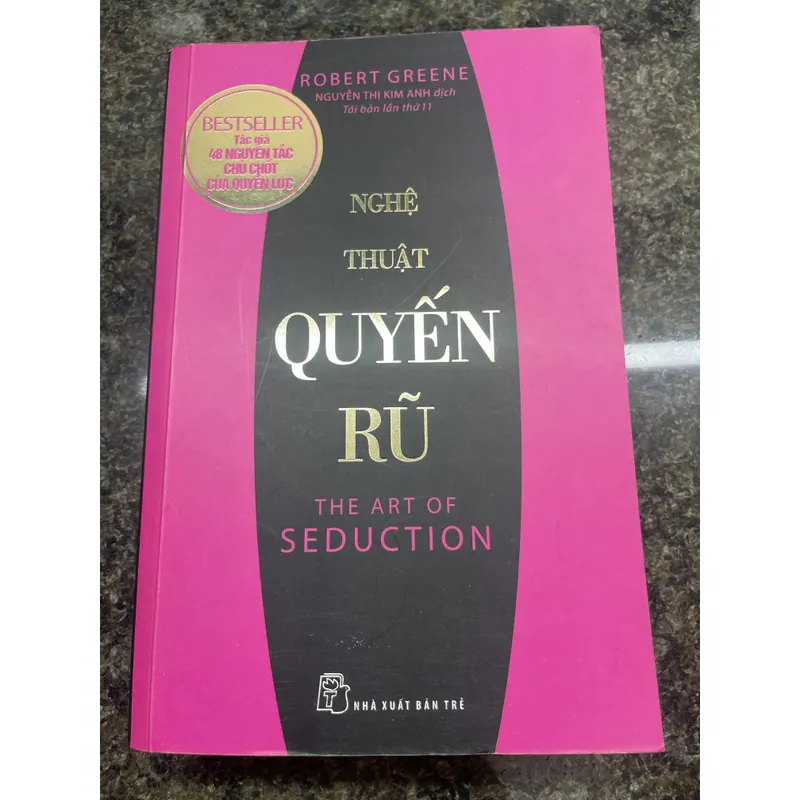 ROBERT GREENE
NGUYỄN THỊ KIM ANH dịch
Tái bản lần thứ 11
BESTSELLER
Tác giả
48 NGUYÊN TẮC
CHỦ CHỐT
CỦA QUYỀN LỰC
NGHỆ
THUẬT
QUYẾN
RŨ
THE ART OF
SEDUCTION
NHÀ XUẤT BẢN TRẺ